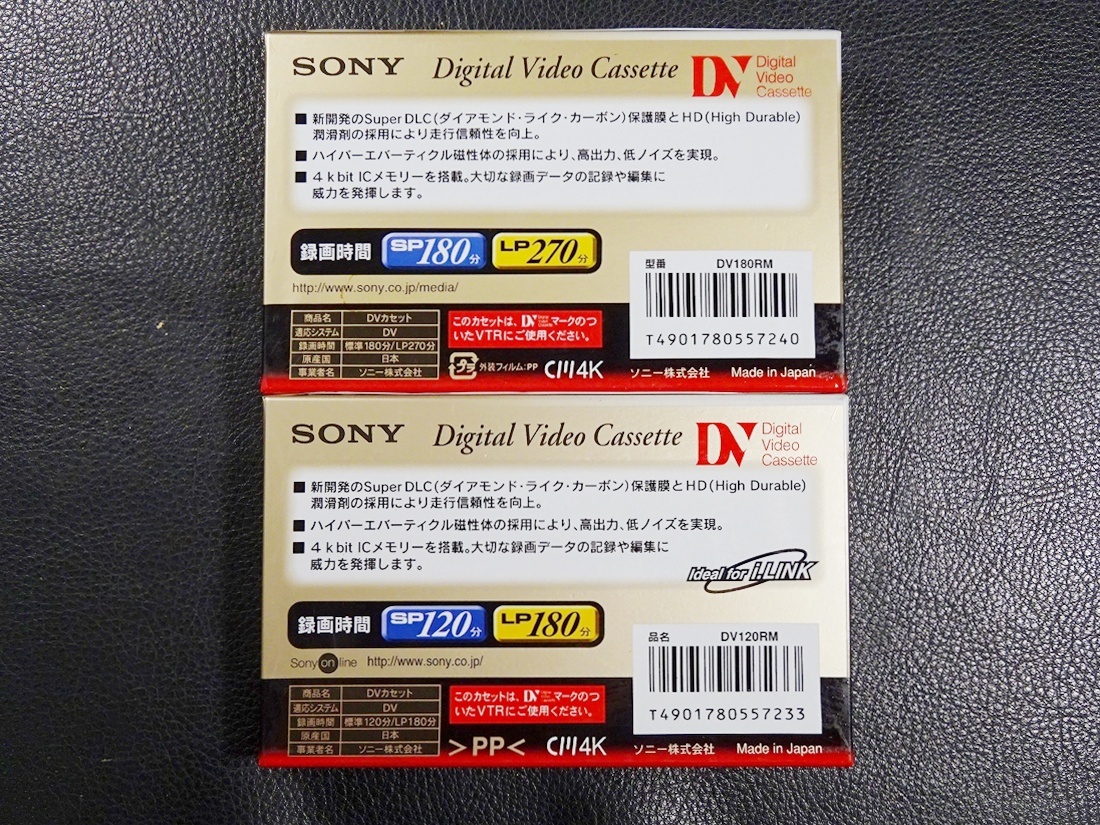 SONY Digital Video Cassette DV Digital Video Cassette
■ 新開発のSuper DLC(ダイアモンド・ライク・カーボン)保護膜とHD(High Durable)
潤滑剤の採用により走行信頼性を向上。
■ ハイパーエバーティクル磁性体の採用により、高出力、低ノイズを実現。
■ 4 kbit ICメモリーを搭載。大切な録画データの記録や編集に
威力を発揮します。
録画時間 SP180分 LP270分
型番 DV180RM
http://www.sony.co.jp/media/
T4901780557240
商品名 DVカセット
適応システム DV
録画時間 標準180分/LP270分
原産国 日本
事業者名 ソニー株式会社
このカセットは、DVマークのつ
いたVTRにご使用ください。
プラ 外装フィルム:PP CM4K ソニー株式会社 Made in Japan
SONY Digital Video Cassette DV Digital Video Cassette
■ 新開発のSuper DLC(ダイアモンド・ライク・カーボン)保護膜とHD(High Durable)
潤滑剤の採用により走行信頼性を向上。
■ ハイパーエバーティクル磁性体の採用により、高出力、低ノイズを実現。
■ 4 kbit ICメモリーを搭載。大切な録画データの記録や編集に
威力を発揮します。
Ideal for i.LINK
録画時間 SP120分 LP180分
品名 DV120RM
Sony on line http://www.sony.co.jp/
T4901780557233
商品名 DVカセット
適応システム DV
録画時間 標準120分/LP180分
原産国 日本
事業者名 ソニー株式会社
このカセットは、DVマークのつ
いたVTRにご使用ください。
>PP< CM4K ソニー株式会社 Made in Japan